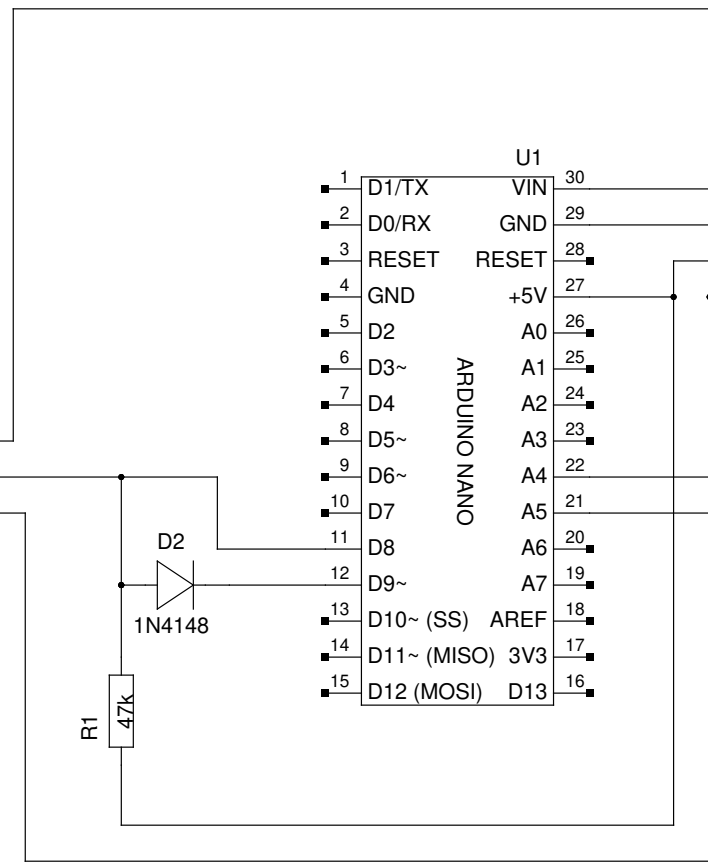 U1
1 D1/TX VIN 30
2 D0/RX GND 29
3 RESET RESET 28
4 GND +5V 27
5 D2 A0 26
6 D3~ A1 25
7 D4 A2 24
8 D5~ A3 23
9 D6~ A4 22
10 D7 A5 21
11 D8 A6 20
12 D9~ A7 19
13 D10~ (SS) AREF 18
14 D11~ (MISO) 3V3 17
15 D12 (MOSI) D13 16
ARDUINO NANO
D2
1N4148
R1
47k